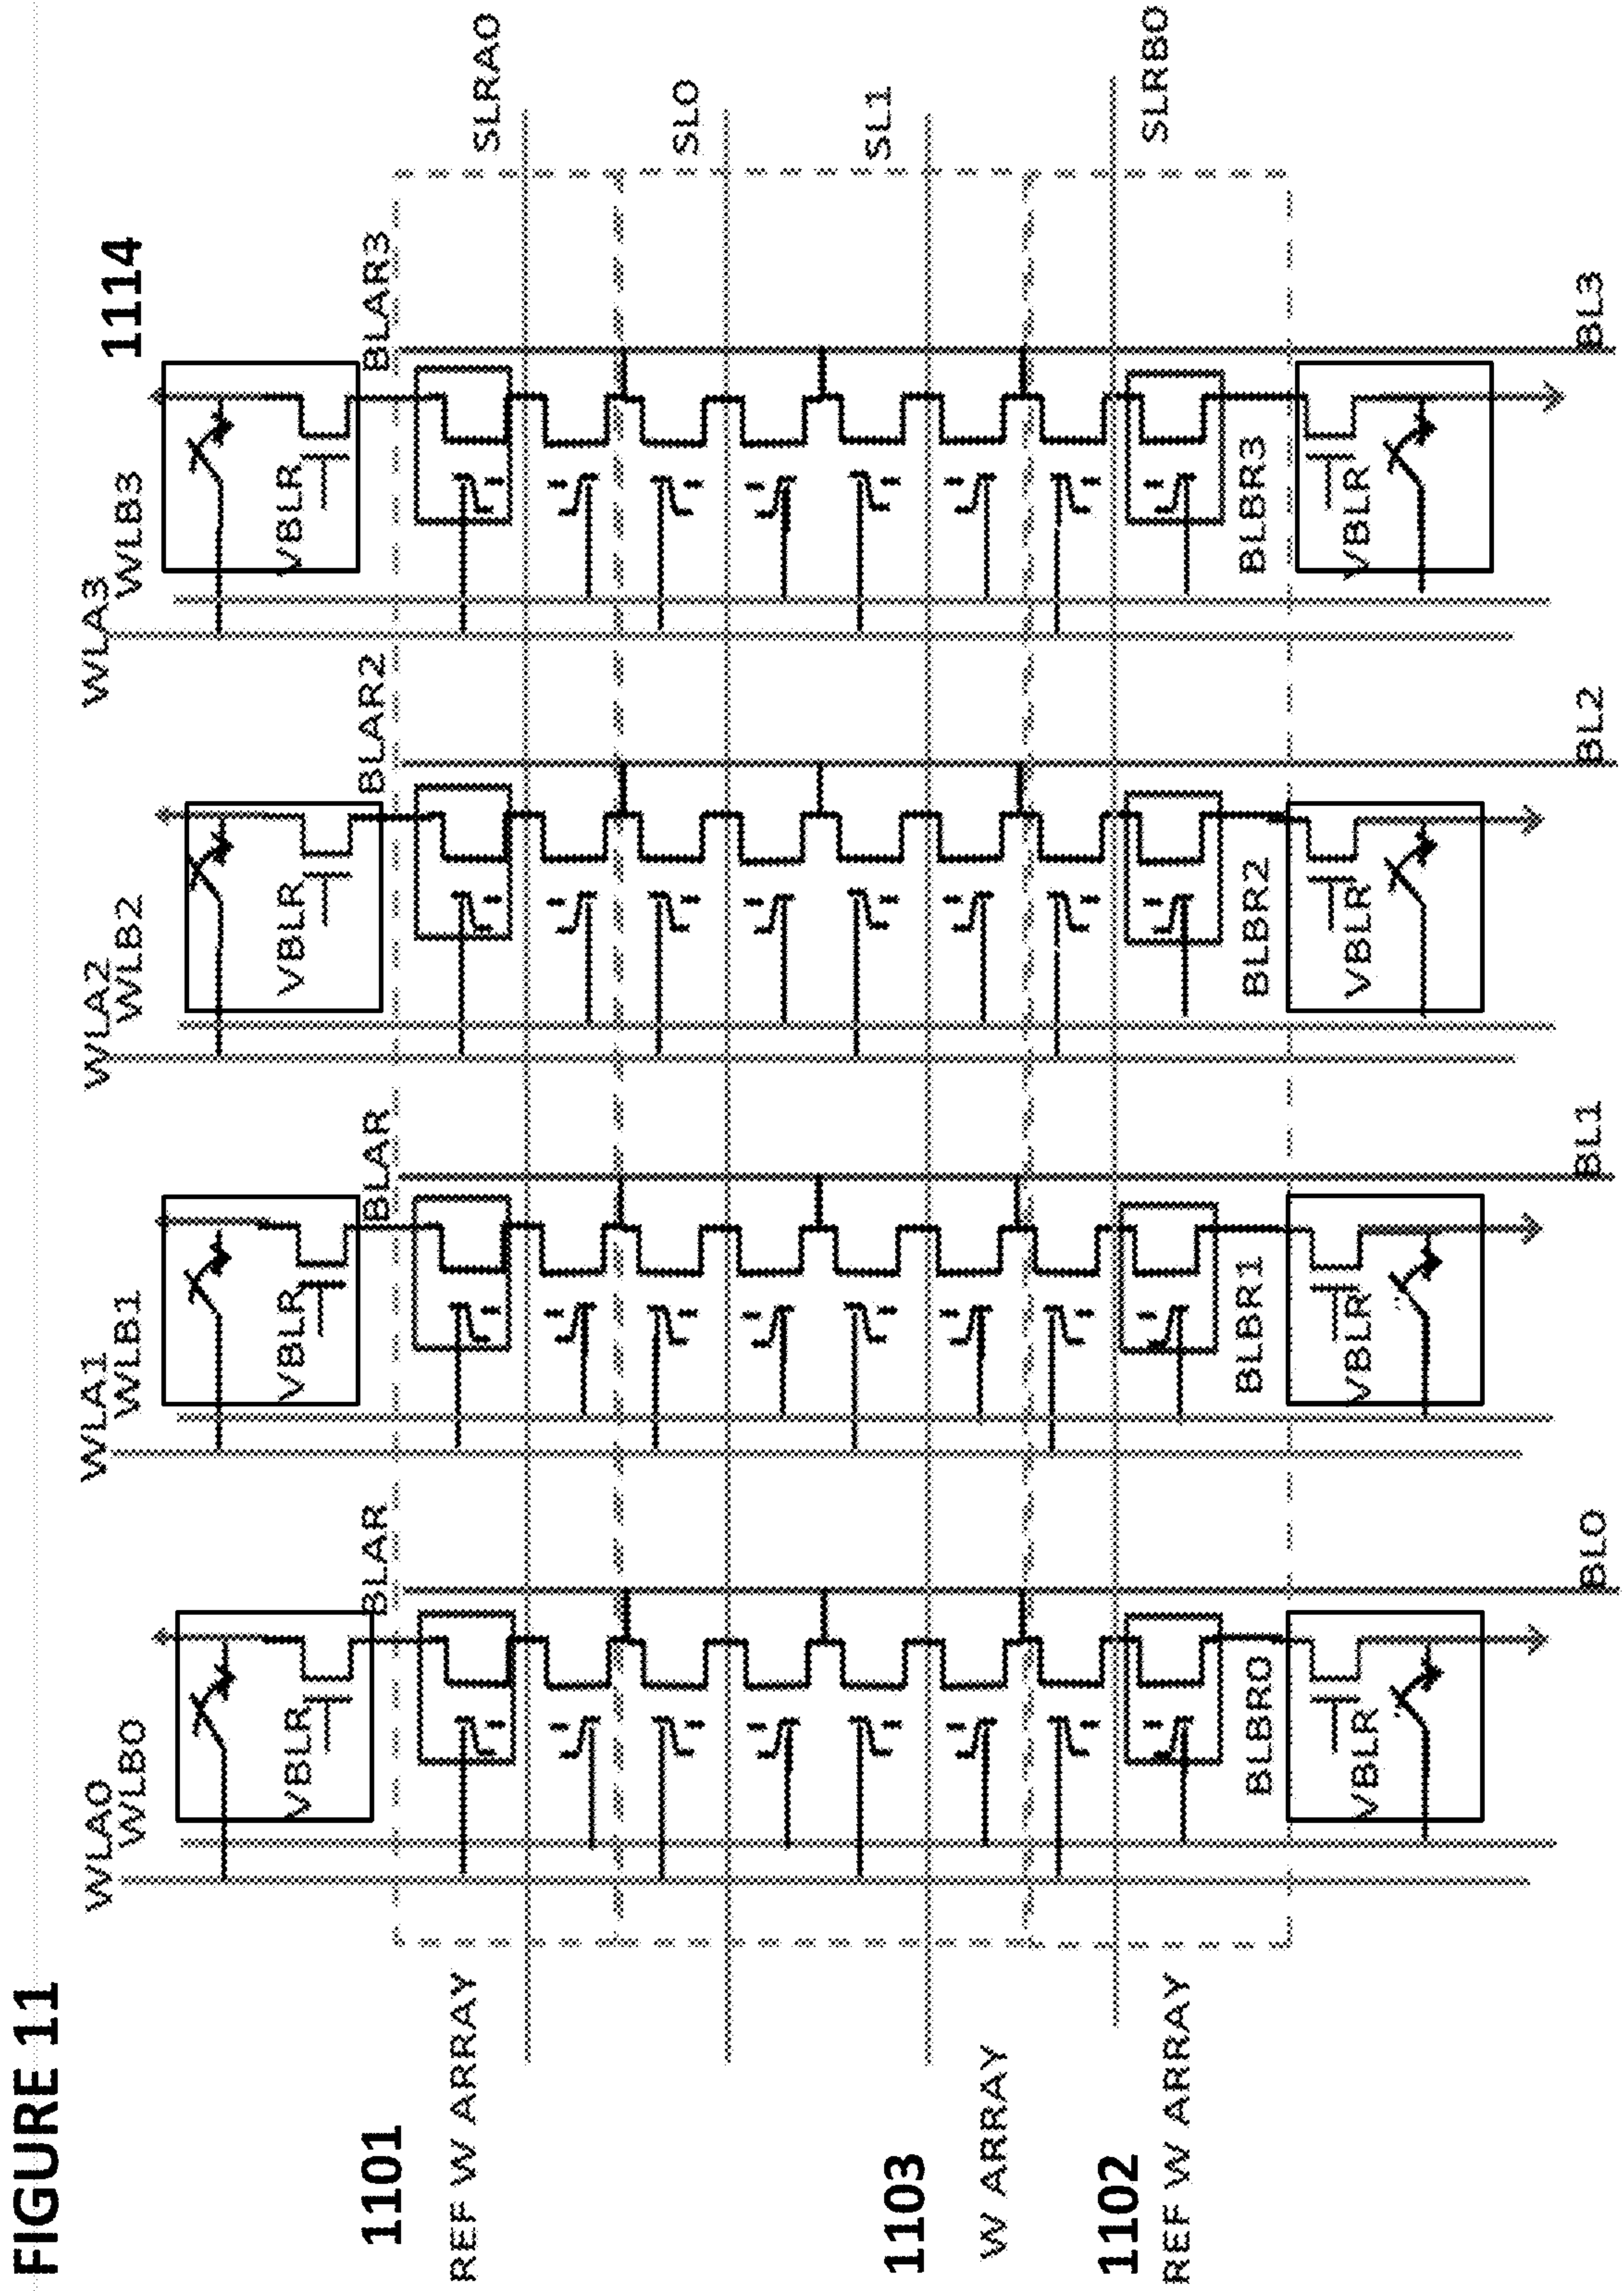 FIGURE 11
WLA0
WLB0
WLA1
WLB1
WLA2
WLB2
WLA3
WLB3
1114
VBLR
VBLR
VBLR
VBLR
1101
BLAR
BLAR
BLAR2
BLAR3
REF W ARRAY
SLRA0
SL0
1103
SL1
W ARRAY
1102
SLRB0
REF W ARRAY
BLBR0
BLBR1
BLBR2
BLBR3
VBLR
VBLR
VBLR
VBLR
BL0
BL1
BL2
BL3